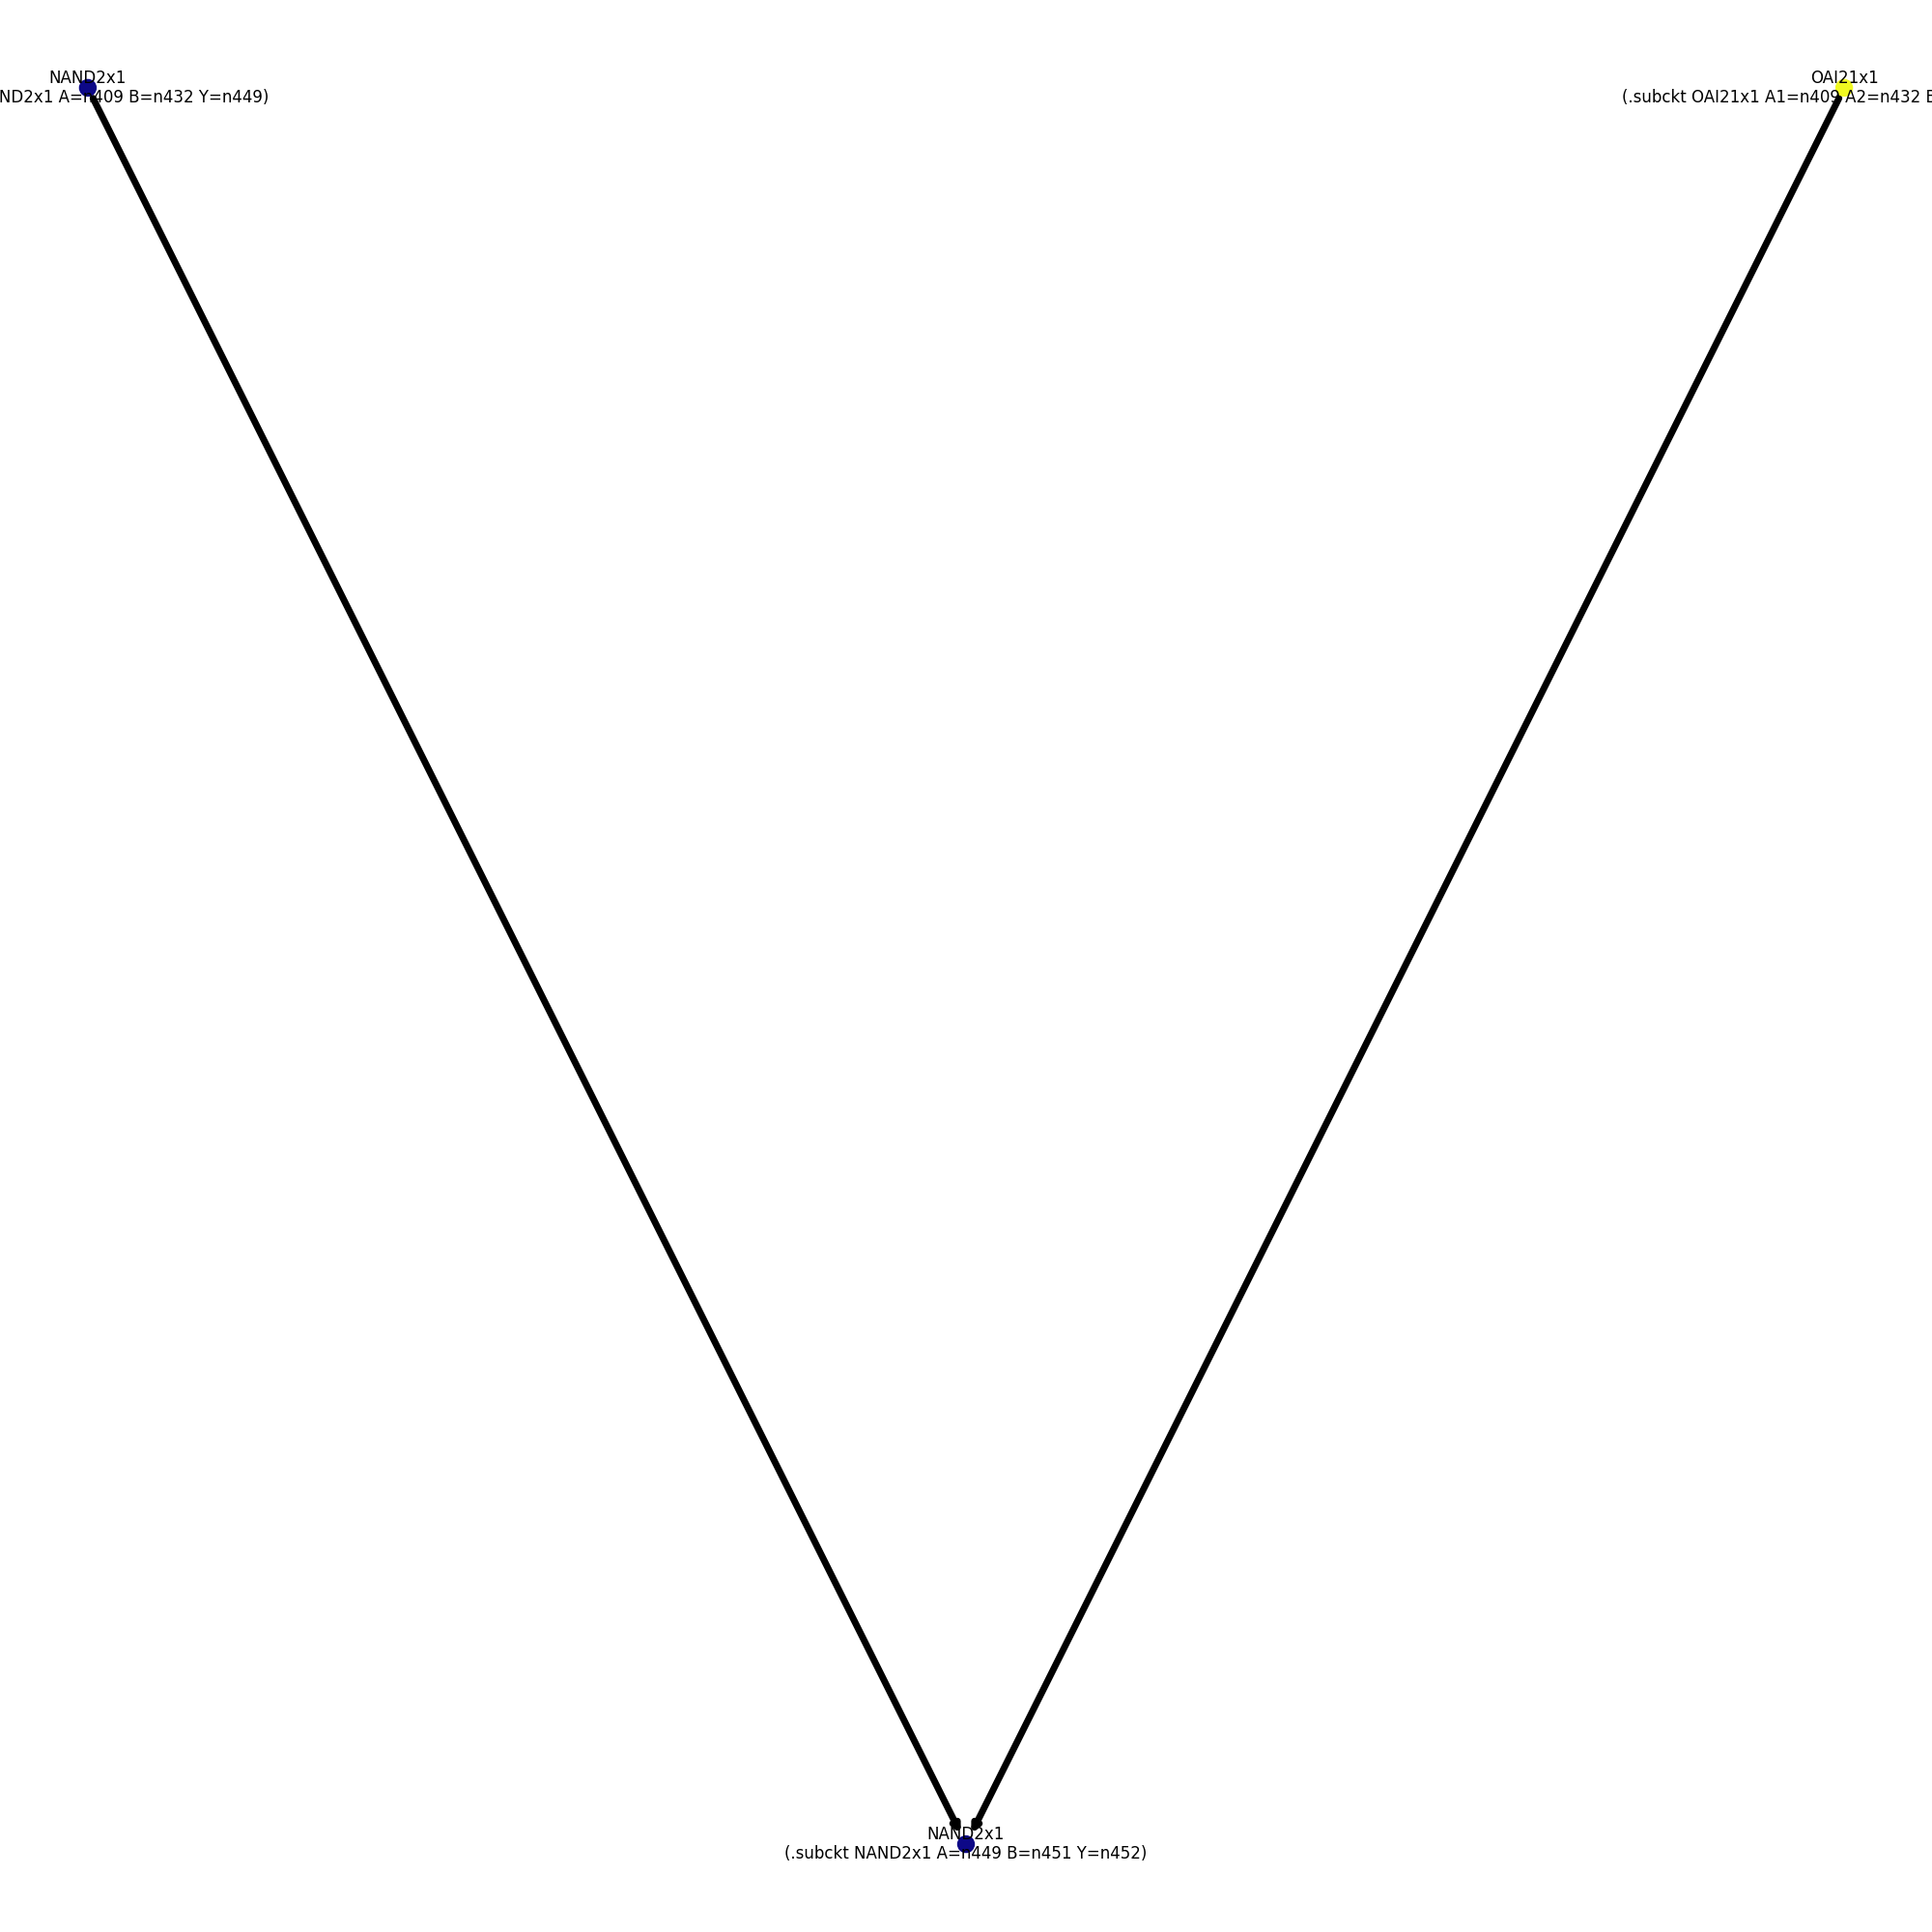 NAND2x1
ND2x1 A=n409 B=n432 Y=n449)
OAI21x1
(.subckt OAI21x1 A1=n409 A2=n432
NAND2x1
(.subckt NAND2x1 A=n449 B=n451 Y=n452)